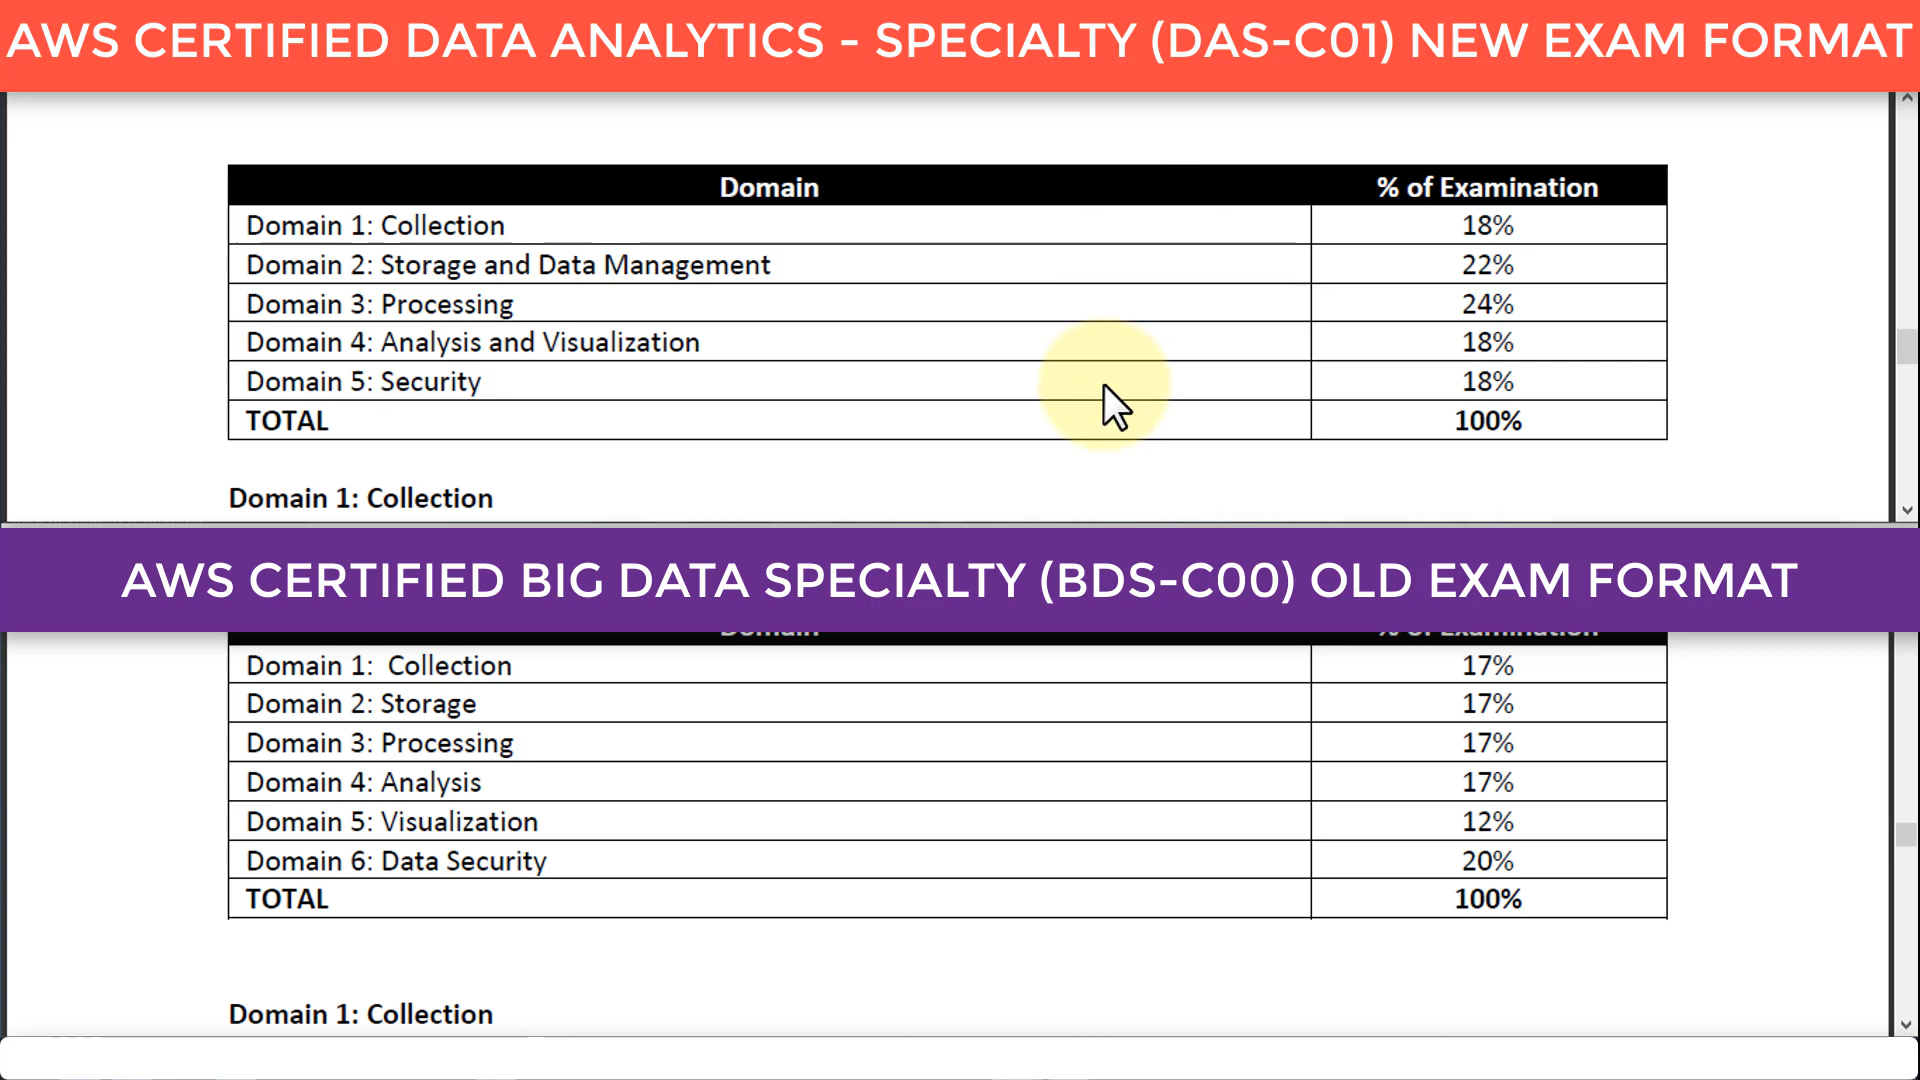 AWS CERTIFIED DATA ANALYTICS - SPECIALTY (DAS-C01) NEW EXAM FORMAT
Domain % of Examination
Domain 1: Collection 18%
Domain 2: Storage and Data Management 22%
Domain 3: Processing 24%
Domain 4: Analysis and Visualization 18%
Domain 5: Security 18%
TOTAL 100%
Domain 1: Collection
AWS CERTIFIED BIG DATA SPECIALTY (BDS-C00) OLD EXAM FORMAT
Domain % of Examination
Domain 1: Collection 17%
Domain 2: Storage 17%
Domain 3: Processing 17%
Domain 4: Analysis 17%
Domain 5: Visualization 12%
Domain 6: Data Security 20%
TOTAL 100%
Domain 1: Collection